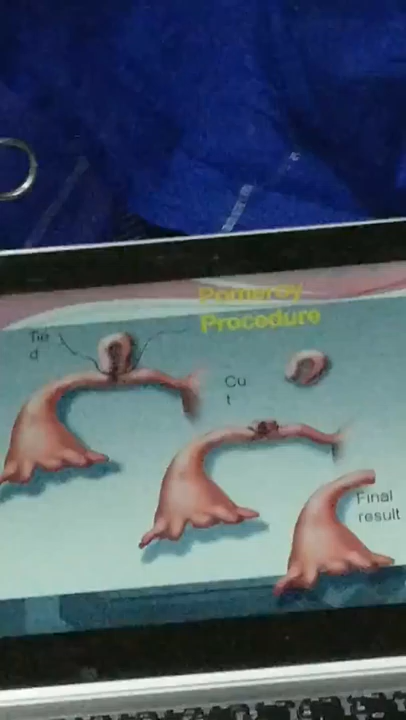 Pomeroy
Procedure
Tie
d
Cu
t
Final
result